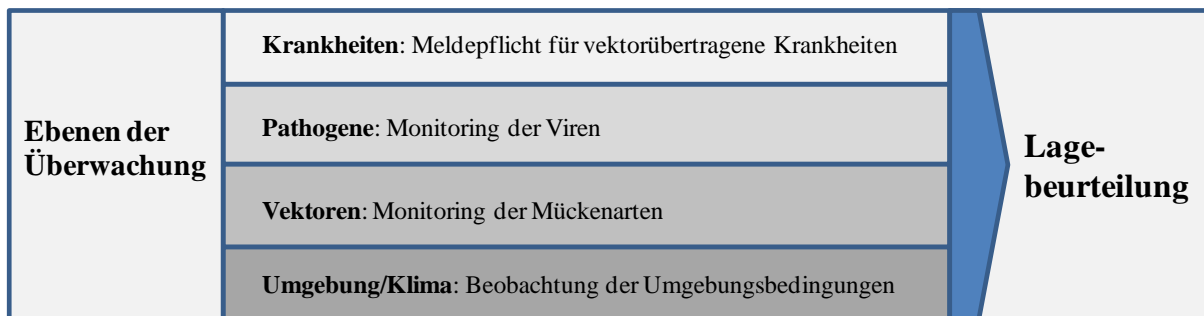 Ebenen der
Überwachung
Krankheiten: Meldepflicht für vektorübertragene Krankheiten
Pathogene: Monitoring der Viren
Vektoren: Monitoring der Mückenarten
Umgebung/Klima: Beobachtung der Umgebungsbedingungen
Lage-
beurteilung